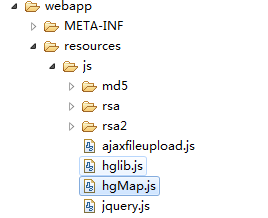 webapp
META-INF
resources
js
md5
rsa
rsa2
ajaxfileupload.js
hglib.js
hgMap.js
jquery.js